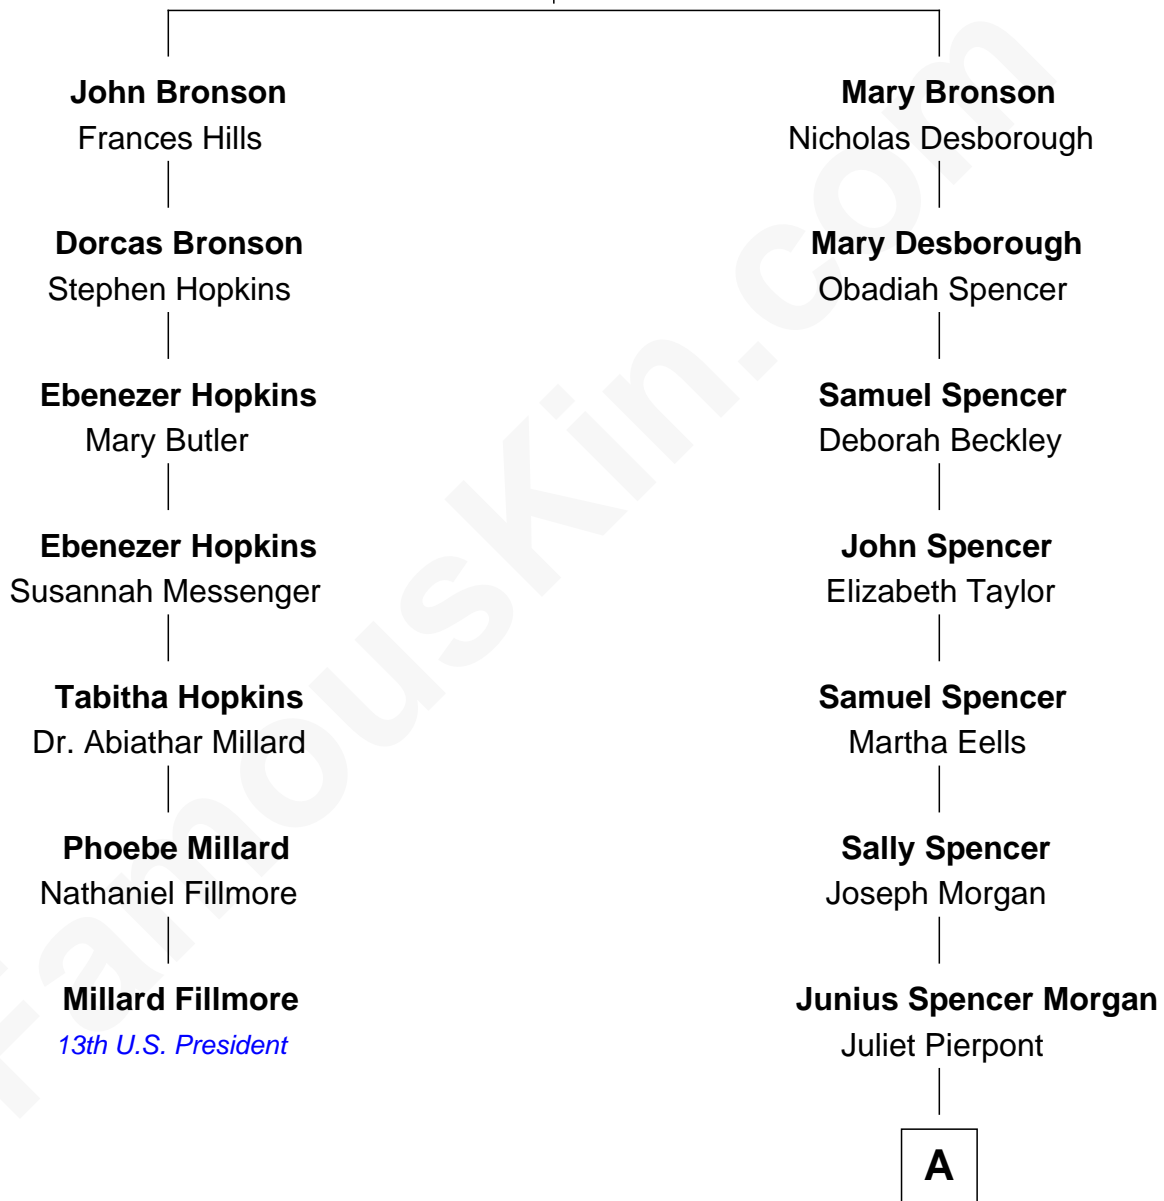 John Bronson
Frances Hills
Dorcas Bronson
Stephen Hopkins
Ebenezer Hopkins
Mary Butler
Ebenezer Hopkins
Susannah Messenger
Tabitha Hopkins
Dr. Abiathar Millard
Phoebe Millard
Nathaniel Fillmore
Millard Fillmore
13th U.S. President
Mary Bronson
Nicholas Desborough
Mary Desborough
Obadiah Spencer
Samuel Spencer
Deborah Beckley
John Spencer
Elizabeth Taylor
Samuel Spencer
Martha Eells
Sally Spencer
Joseph Morgan
Junius Spencer Morgan
Juliet Pierpont
A
FamousKin.com